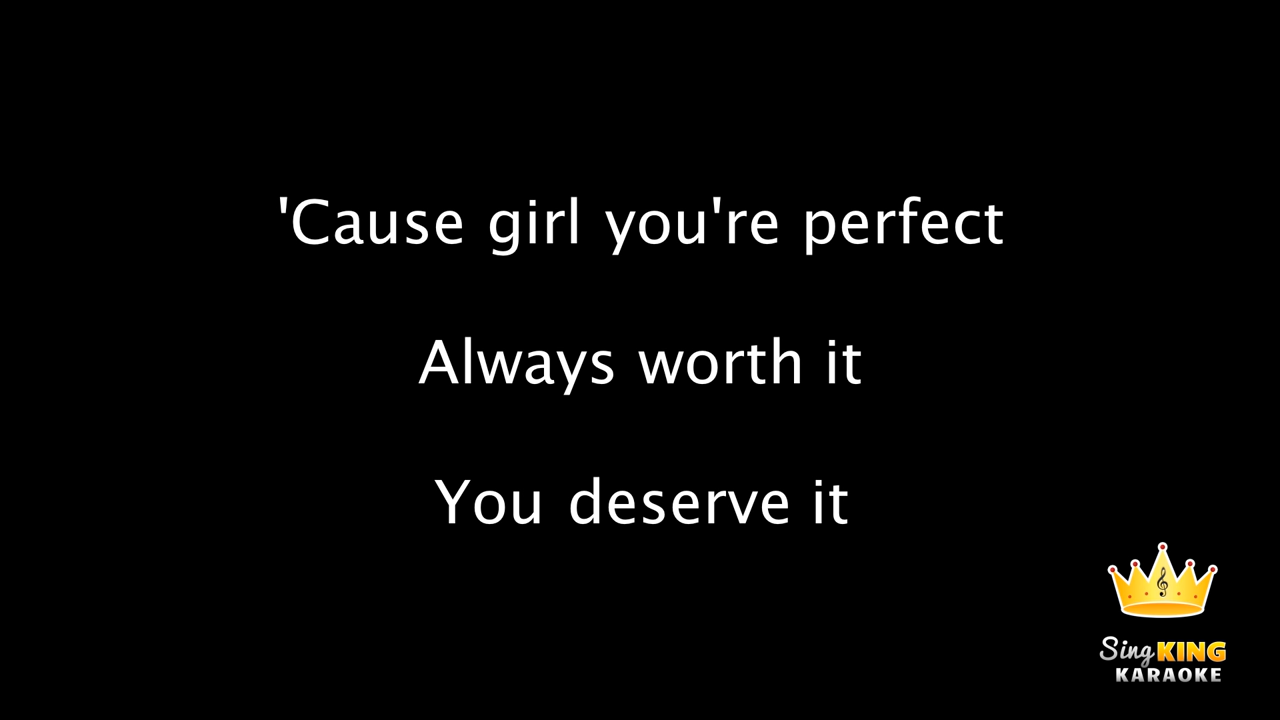 'Cause girl you're perfect
Always worth it
You deserve it
Sing KING
KARAOKE